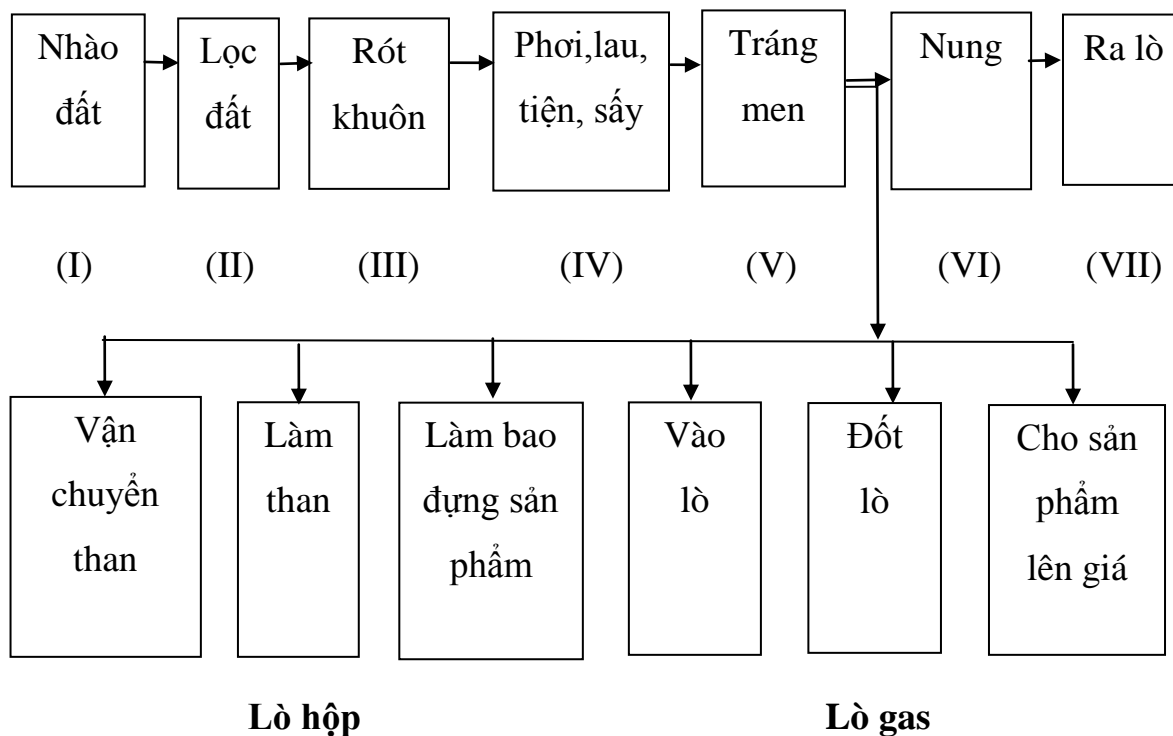 Nhào
đất
Lọc
đất
Rót
khuôn
Phơi,lau,
tiện, sấy
Tráng
men
Nung
Ra lò
(I)
(II)
(III)
(IV)
(V)
(VI)
(VII)
Vận
chuyển
than
Làm
than
Làm bao
đựng sản
phẩm
Vào
lò
Đốt
lò
Cho sản
phẩm
lên giá
Lò hộp
Lò gas